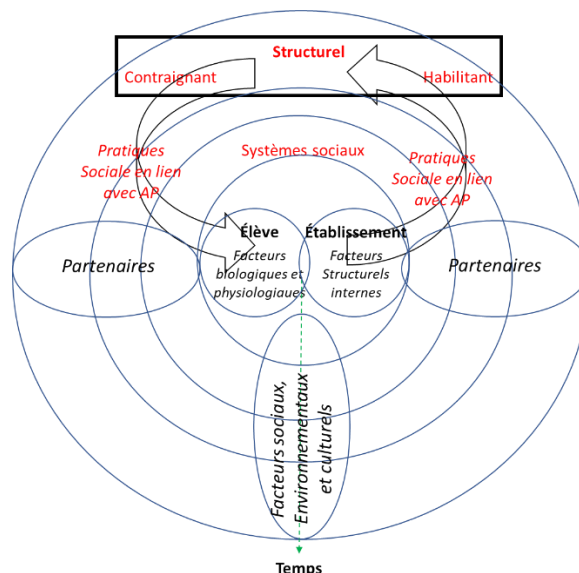 Structurel
Contraignant
Habilitant
Pratiques
Sociale en lien
avec AP
Systèmes sociaux
Pratiques
Sociale en lien
avec AP
Élève
Facteurs
biologiques et
physiologiaues
Établissement
Facteurs
Structurels
internes
Partenaires
Partenaires
Facteurs sociaux,
Environnementaux
et culturels
Temps